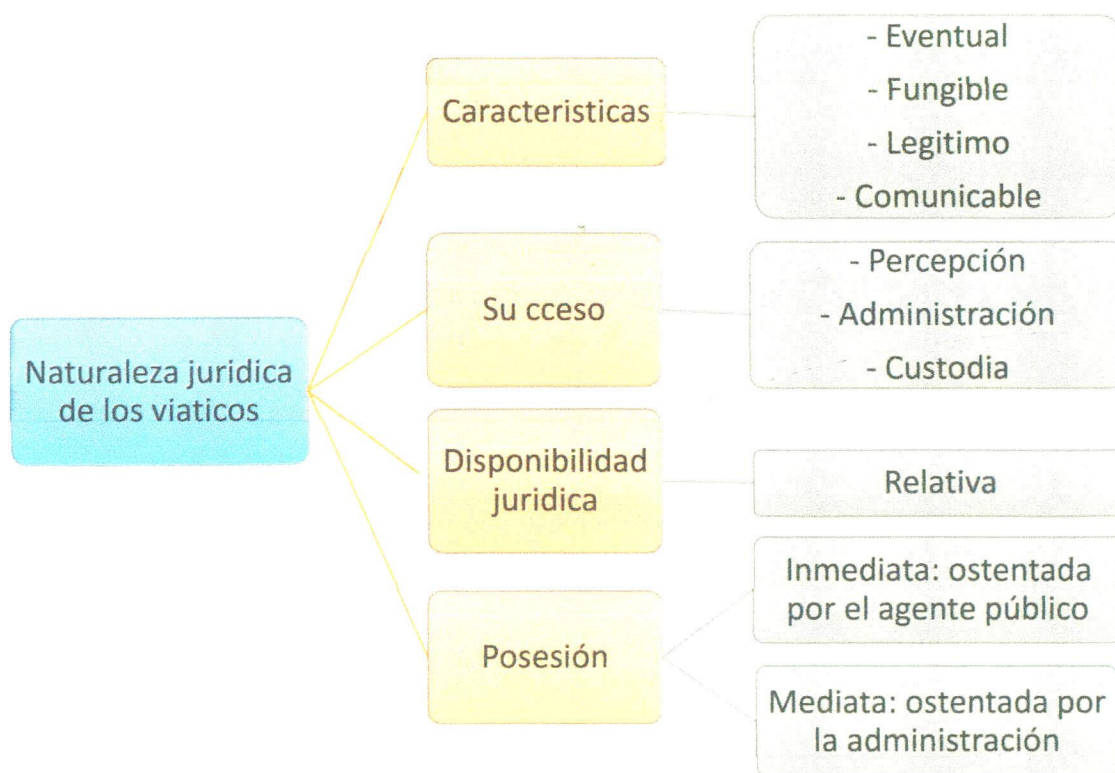 Naturaleza juridica
de los viaticos
Caracteristicas
- Eventual
- Fungible
- Legitimo
- Comunicable
Su cceso
- Percepción
- Administración
- Custodia
Disponibilidad
juridica
Relativa
Posesión
Inmediata: ostentada
por el agente público
Mediata: ostentada por
la administración